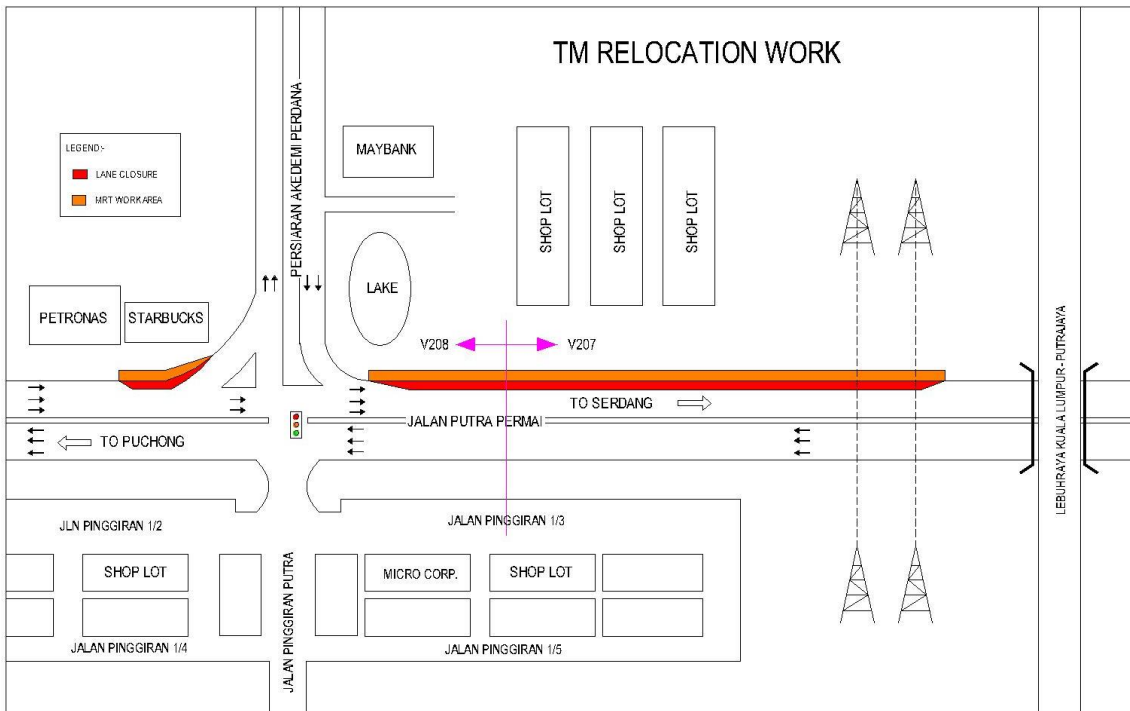 TM RELOCATION WORK
LEGEND:-
LANE CLOSURE
MRT WORK AREA
PERSIARAN AKEDEMI PERDANA
MAYBANK
SHOP LOT
SHOP LOT
SHOP LOT
LAKE
PETRONAS
STARBUCKS
V208
V207
TO SERDANG
JALAN PUTRA PERMAI
TO PUCHONG
LEBUHRAYA KUALA LUMPUR - PUTRAJAYA
JLN PINGGIRAN 1/2
JALAN PINGGIRAN 1/3
SHOP LOT
MICRO CORP.
SHOP LOT
JALAN PINGGIRAN PUTRA
JALAN PINGGIRAN 1/4
JALAN PINGGIRAN 1/5